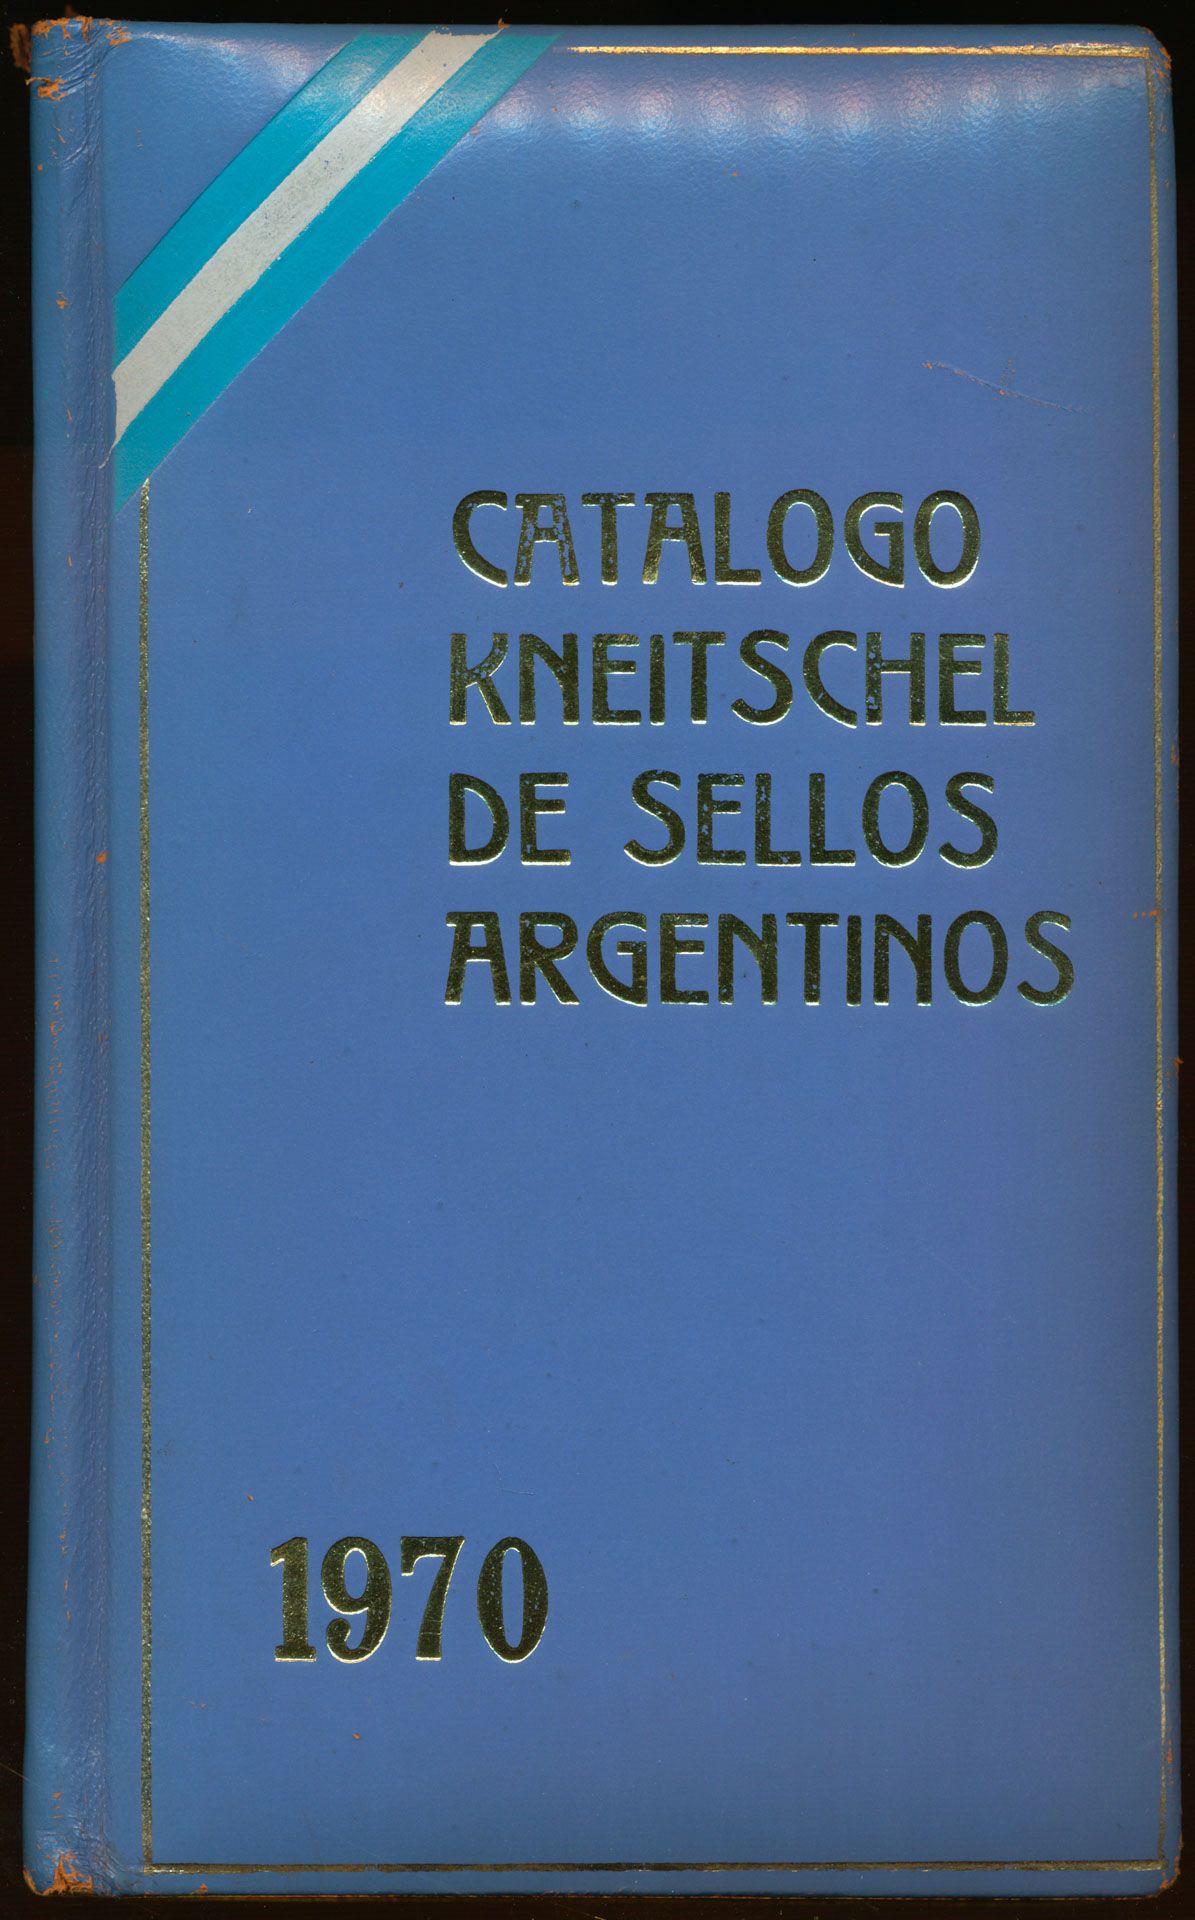 CATALOGO
KNEITSCHEL
DE SELLOS
ARGENTINOS
1970